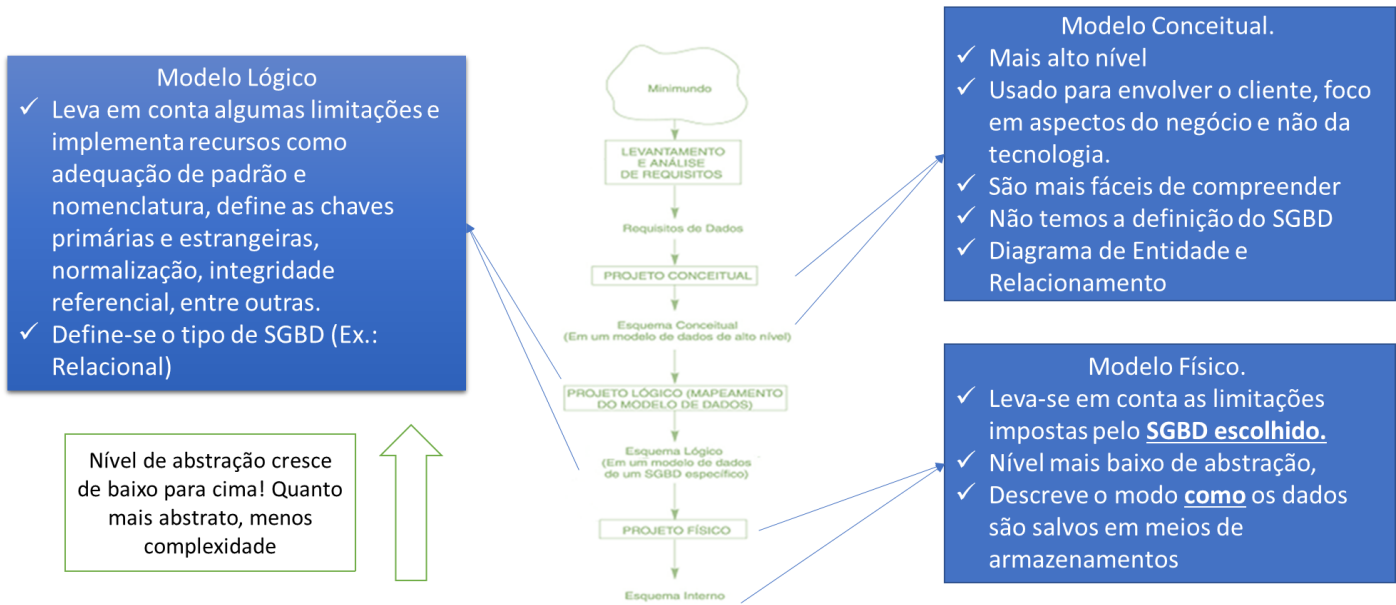 Modelo Lógico
✓ Leva em conta algumas limitações e
implementa recursos como
adequação de padrão e
nomenclatura, define as chaves
primárias e estrangeiras,
normalização, integridade
referencial, entre outras.
✓ Define-se o tipo de SGBD (Ex.:
Relacional)
Nível de abstração cresce
de baixo para cima! Quanto
mais abstrato, menos
complexidade
Minimundo
LEVANTAMENTO
E ANÁLISE
DE REQUISITOS
Requisitos de Dados
PROJETO CONCEITUAL
Esquema Conceitual
(Em um modelo de dados de alto nível)
PROJETO LÓGICO (MAPEAMENTO
DO MODELO DE DADOS)
Esquema Lógico
(Em um modelo de dados
de um SGBD específico)
PROJETO FÍSICO
Esquema Interno
Modelo Conceitual.
✓ Mais alto nível
✓ Usado para envolver o cliente, foco
em aspectos do negócio e não da
tecnologia.
✓ São mais fáceis de compreender
✓ Não temos a definição do SGBD
✓ Diagrama de Entidade e
Relacionamento
Modelo Físico.
✓ Leva-se em conta as limitações
impostas pelo SGBD escolhido.
✓ Nível mais baixo de abstração,
✓ Descreve o modo como os dados
são salvos em meios de
armazenamentos